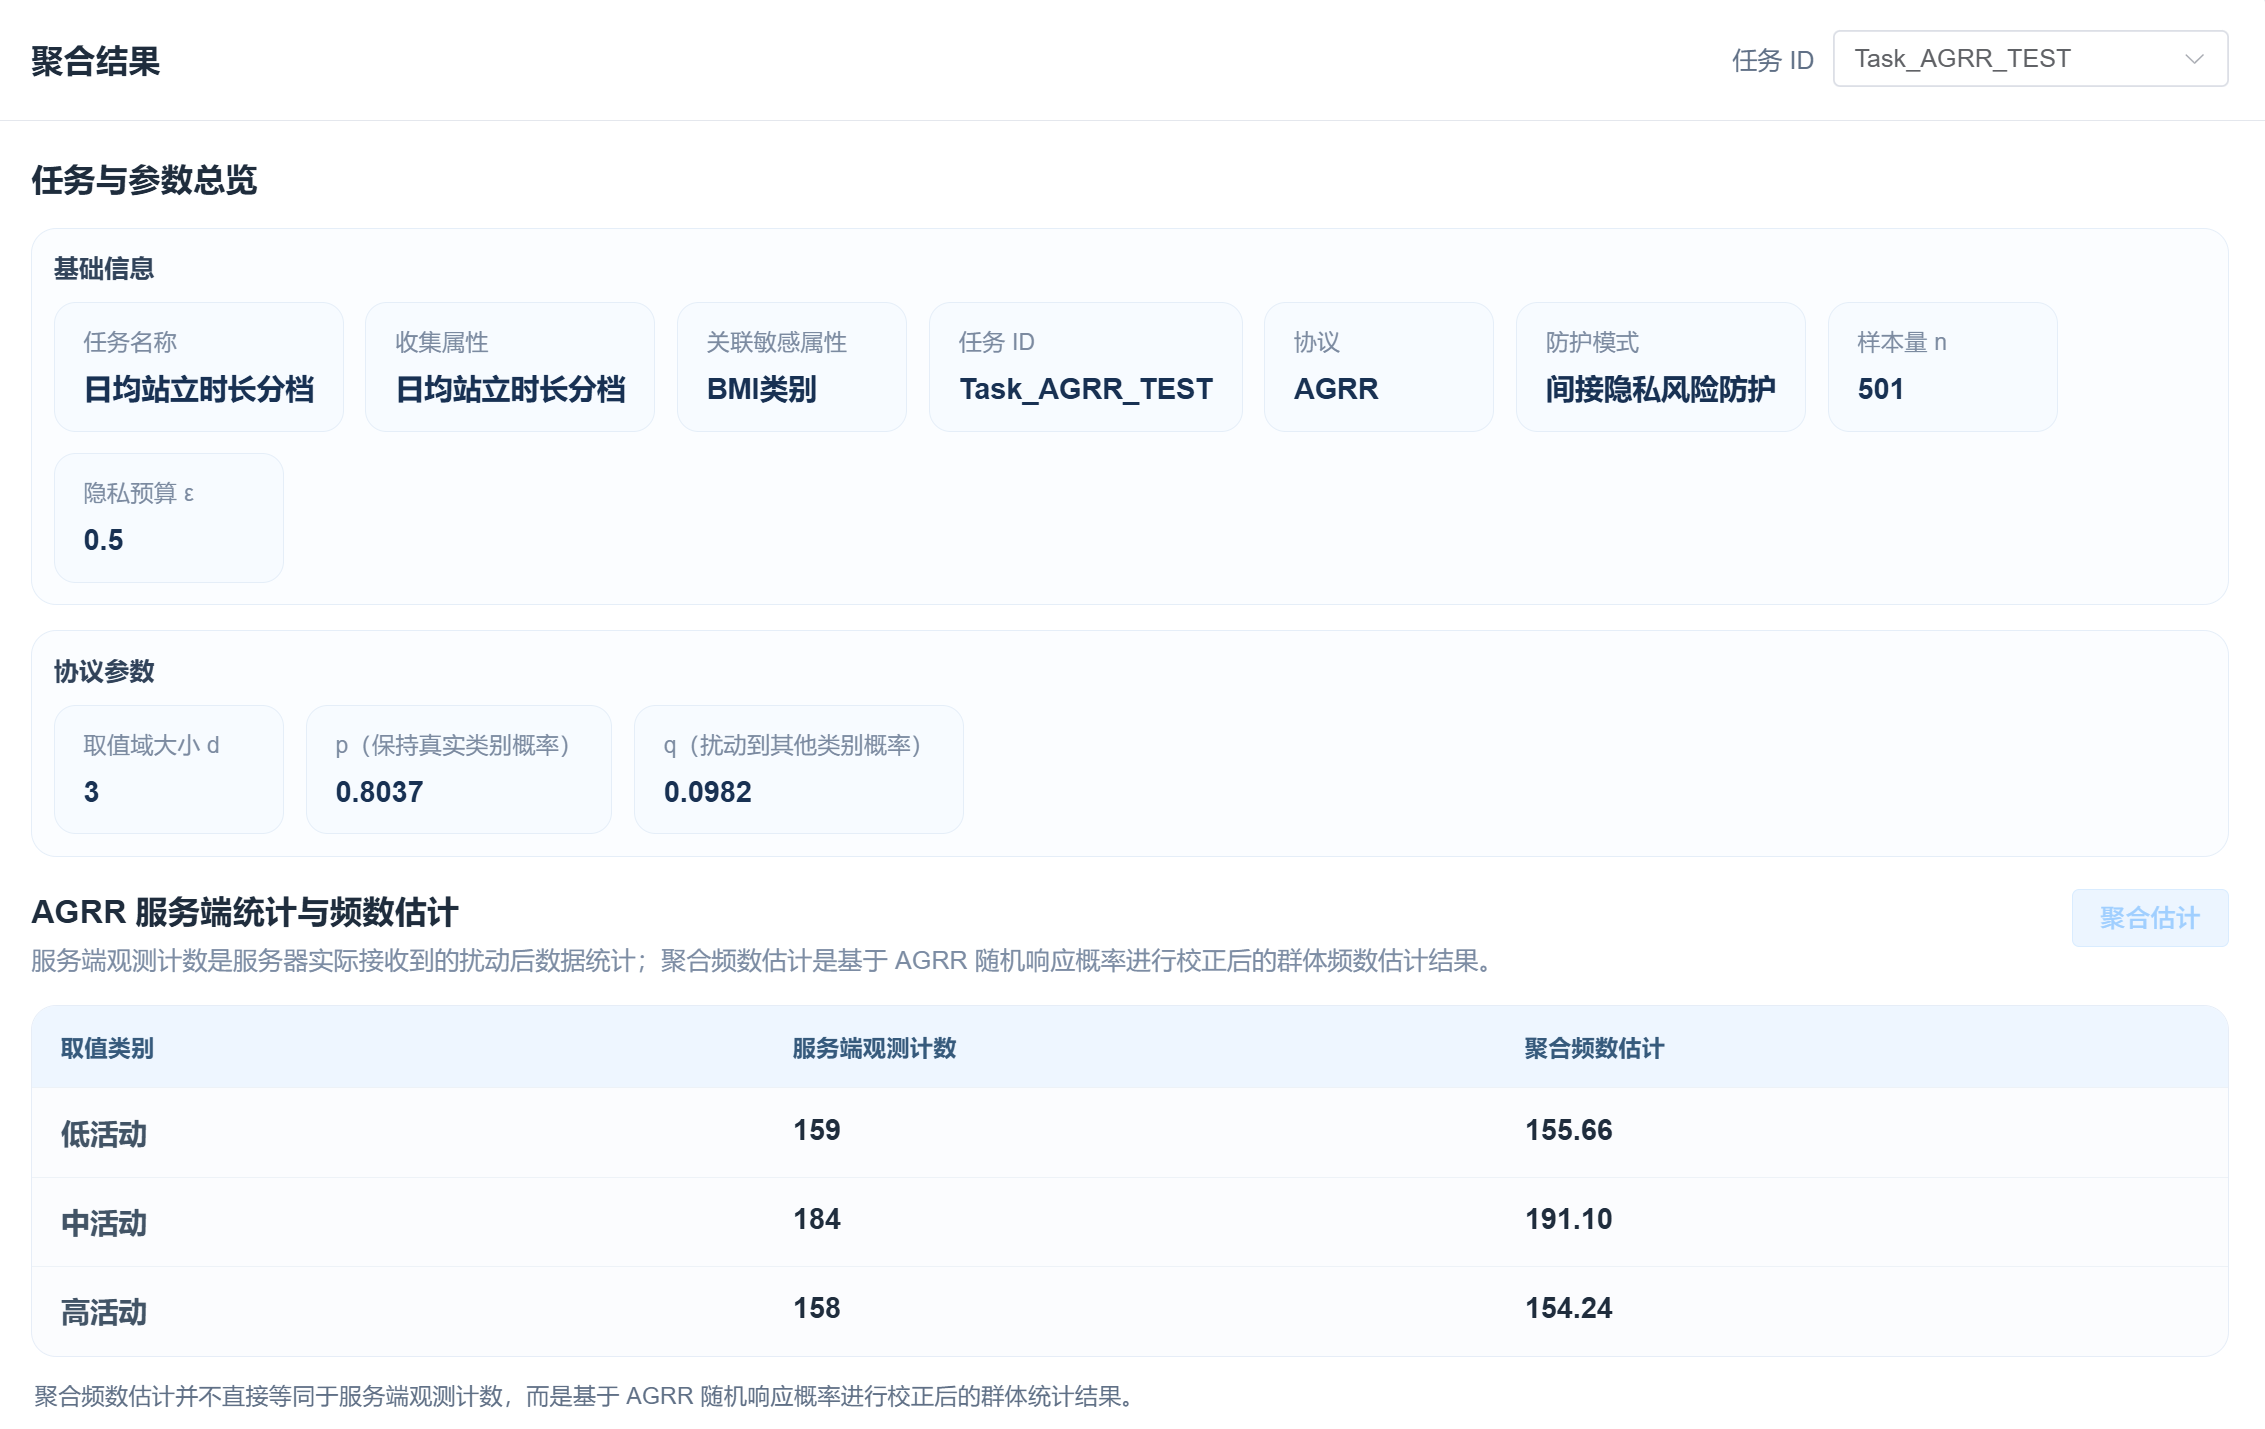 聚合结果
任务 ID Task_AGRR_TEST
任务与参数总览
基础信息
任务名称 收集属性 关联敏感属性 任务 ID 协议 防护模式 样本量 n
日均站立时长分档 日均站立时长分档 BMI类别 Task_AGRR_TEST AGRR 间接隐私风险防护 501
隐私预算 ε
0.5
协议参数
取值域大小 d p（保持真实类别概率） q（扰动到其他类别概率）
3 0.8037 0.0982
AGRR 服务端统计与频数估计
聚合估计
服务端观测计数是服务器实际接收到的扰动后数据统计；聚合频数估计是基于 AGRR 随机响应概率进行校正后的群体频数估计结果。
取值类别 服务端观测计数 聚合频数估计
低活动 159 155.66
中活动 184 191.10
高活动 158 154.24
聚合频数估计并不直接等同于服务端观测计数，而是基于 AGRR 随机响应概率进行校正后的群体统计结果。